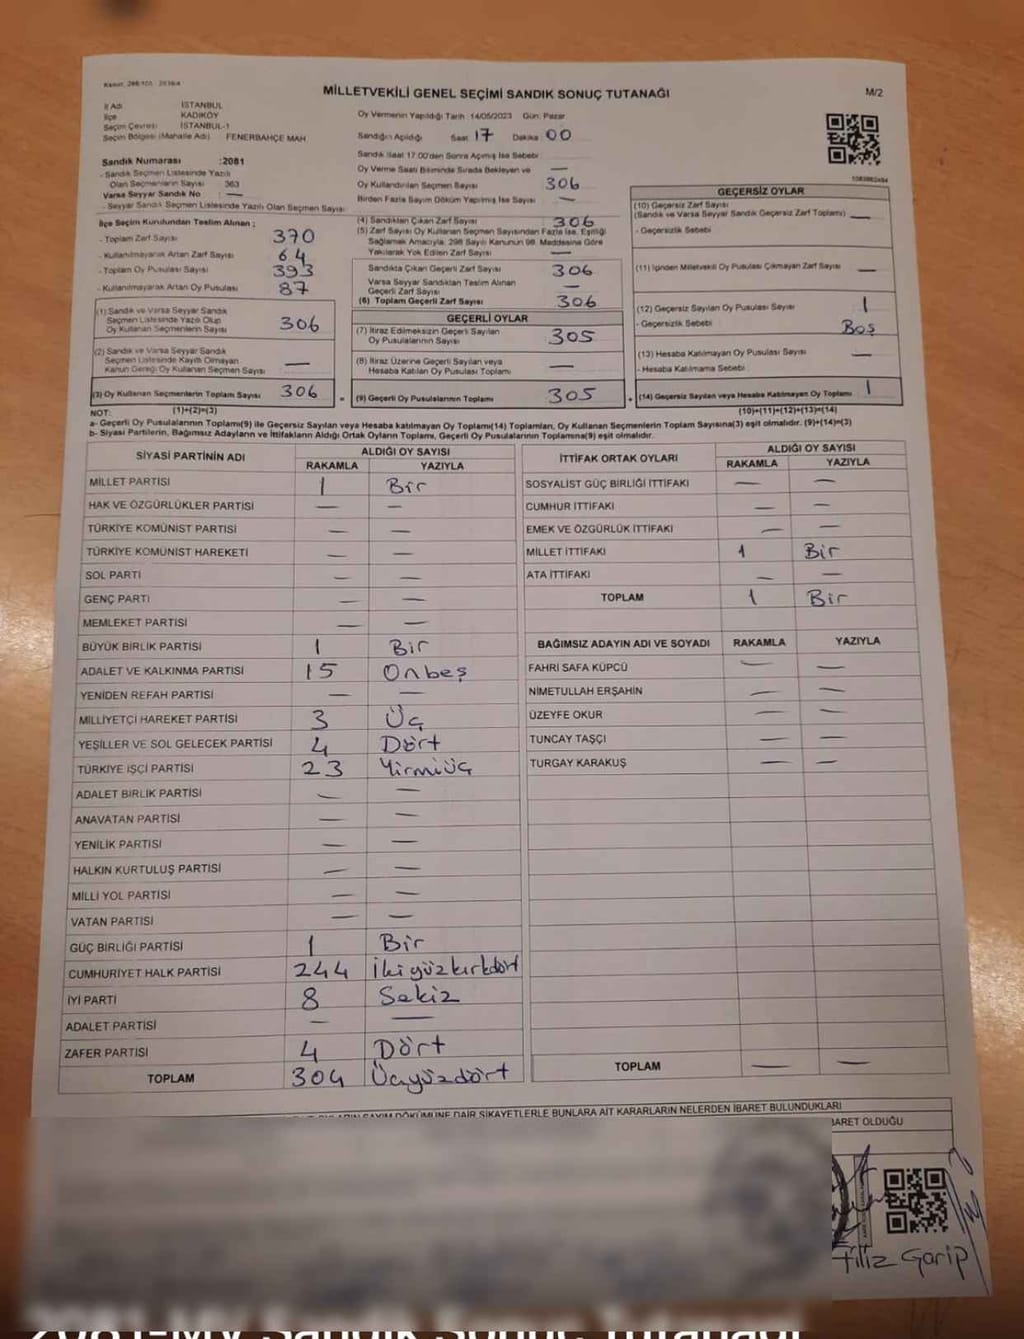 MİLLETVEKİLİ GENEL SEÇİMİ SANDIK SONUÇ TUTANAĞI
M/2
İl Adı İSTANBUL
İlçe KADIKÖY
Seçim Çevresi İSTANBUL-1
Seçim Bölgesi (Mahalle Adı) FENERBAHÇE MAH
Oy Vermenin Yapıldığı Tarih 14/05/2023 Gün: Pazar
Sandığın Açıldığı Saat 17 Dakika 00
Sandık Saat 17:00'den Sonra Açılmış İse Sebebi
Oy Verme Saati Bitiminde Sırada Bekleyen ve —
Oy Kullandırılan Seçmen Sayısı 306
Birden Fazla Sayım Döküm Yapılmış İse Sayısı —
Sandık Numarası :2081
- Sandık Seçmen Listesinde Yazılı
Olan Seçmenlerin Sayısı 363
Varsa Seyyar Sandık No —
- Seyyar Sandık Seçmen Listesinde Yazılı Olan Seçmen Sayısı
İlçe Seçim Kurulundan Teslim Alınan ;
- Toplam Zarf Sayısı 370
- Kullanılmayarak Artan Zarf Sayısı 64
- Toplam Oy Pusulası Sayısı 393
- Kullanılmayarak Artan Oy Pusulası 87
(1) Sandık ve Varsa Seyyar Sandık
Seçmen Listesinde Yazılı Olup
Oy Kullanan Seçmenlerin Sayısı 306
(2) Sandık ve Varsa Seyyar Sandık
Seçmen Listesinde Kayıtlı Olmayan
Kanun Gereği Oy Kullanan Seçmen Sayısı —
(3) Oy Kullanan Seçmenlerin Toplam Sayısı 306
(4) Sandıktan Çıkan Zarf Sayısı 306
(5) Zarf Sayısı Oy Kullanan Seçmen Sayısından Fazla İse, Eşitliği
Sağlamak Amacıyla, 298 Sayılı Kanunun 98. Maddesine Göre
Yakılarak Yok Edilen Zarf Sayısı —
Sandıkta Çıkan Geçerli Zarf Sayısı 306
Varsa Seyyar Sandıktan Teslim Alınan
Geçerli Zarf Sayısı —
(6) Toplam Geçerli Zarf Sayısı 306
GEÇERLİ OYLAR
(7) İtiraz Edilmeksizin Geçerli Sayılan
Oy Pusulalarının Sayısı 305
(8) İtiraz Üzerine Geçerli Sayılan veya
Hesaba Katılan Oy Pusulası Toplamı —
= (9) Geçerli Oy Pusulalarının Toplamı 305
GEÇERSİZ OYLAR
(10) Geçersiz Zarf Sayısı
(Sandık ve Varsa Seyyar Sandık Geçersiz Zarf Toplamı) —
- Geçersizlik Sebebi
(11) İçinden Milletvekili Oy Pusulası Çıkmayan Zarf Sayısı —
(12) Geçersiz Sayılan Oy Pusulası Sayısı 1
- Geçersizlik Sebebi Boş
(13) Hesaba Katılmayan Oy Pusulası Sayısı —
- Hesaba Katılmama Sebebi
+ (14) Geçersiz Sayılan veya Hesaba Katılmayan Oy Toplamı 1
NOT: (1)+(2)=(3) (10)+(11)+(12)+(13)=(14)
a- Geçerli Oy Pusulalarının Toplamı(9) ile Geçersiz Sayılan veya Hesaba katılmayan Oy Toplamı(14) Toplamları, Oy Kullanan Seçmenlerin Toplam Sayısına(3) eşit olmalıdır. (9)+(14)=(3)
b- Siyasi Partilerin, Bağımsız Adayların ve İttifakların Aldığı Ortak Oyların Toplamı, Geçerli Oy Pusulalarının Toplamına(9) eşit olmalıdır.
SİYASİ PARTİNİN ADI ALDIĞI OY SAYISI
RAKAMLA YAZIYLA
MİLLET PARTİSİ 1 Bir
HAK VE ÖZGÜRLÜKLER PARTİSİ — —
TÜRKİYE KOMÜNİST PARTİSİ — —
TÜRKİYE KOMÜNİST HAREKETİ — —
SOL PARTİ — —
GENÇ PARTİ — —
MEMLEKET PARTİSİ — —
BÜYÜK BİRLİK PARTİSİ 1 Bir
ADALET VE KALKINMA PARTİSİ 15 Onbeş
YENİDEN REFAH PARTİSİ — —
MİLLİYETÇİ HAREKET PARTİSİ 3 Üç
YEŞİLLER VE SOL GELECEK PARTİSİ 4 Dört
TÜRKİYE İŞÇİ PARTİSİ 23 Yirmiüç
ADALET BİRLİK PARTİSİ — —
ANAVATAN PARTİSİ — —
YENİLİK PARTİSİ — —
HALKIN KURTULUŞ PARTİSİ — —
MİLLİ YOL PARTİSİ — —
VATAN PARTİSİ — —
GÜÇ BİRLİĞİ PARTİSİ 1 Bir
CUMHURİYET HALK PARTİSİ 244 İkiyüzkırkdört
İYİ PARTİ 8 Sekiz
ADALET PARTİSİ — —
ZAFER PARTİSİ 4 Dört
TOPLAM 304 Üçyüzdört
İTTİFAK ORTAK OYLARI ALDIĞI OY SAYISI
RAKAMLA YAZIYLA
SOSYALİST GÜÇ BİRLİĞİ İTTİFAKI — —
CUMHUR İTTİFAKI — —
EMEK VE ÖZGÜRLÜK İTTİFAKI — —
MİLLET İTTİFAKI 1 Bir
ATA İTTİFAKI — —
TOPLAM 1 Bir
BAĞIMSIZ ADAYIN ADI VE SOYADI RAKAMLA YAZIYLA
FAHRİ SAFA KÜPCÜ — —
NİMETULLAH ERŞAHİN — —
ÜZEYFE OKUR — —
TUNCAY TAŞÇI — —
TURGAY KARAKUŞ — —
TOPLAM — —
SAYIM DÖKÜMÜNE DAİR ŞİKAYETLERLE BUNLARA AİT KARARLARIN NELERDEN İBARET BULUNDUKLARI
İBARET OLDUĞU
Filiz Garip
2081-MV Sandık Sonuç Tutanağı